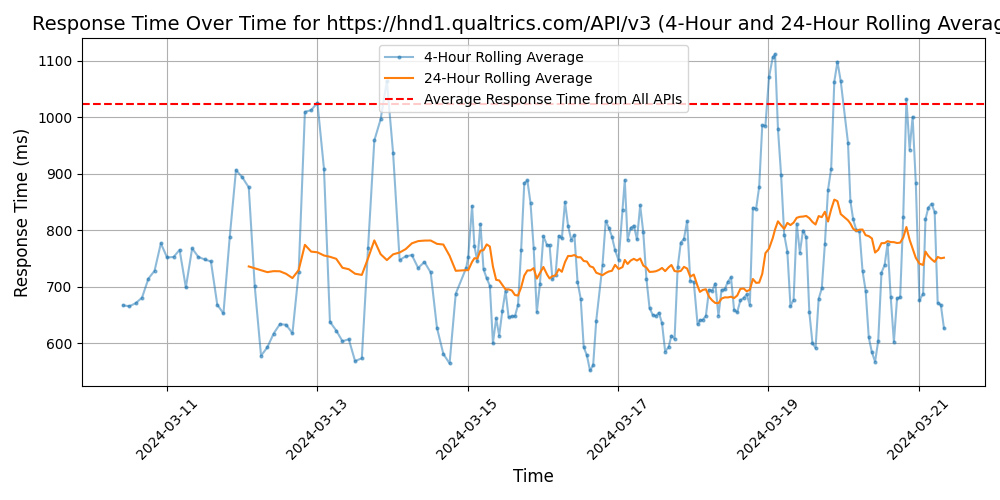 Response Time Over Time for https://hnd1.qualtrics.com/API/v3 (4-Hour and 24-Hour Rolling Averag
4-Hour Rolling Average
24-Hour Rolling Average
Average Response Time from All APIs
Response Time (ms)
1100
1000
900
800
700
600
2024-03-11
2024-03-13
2024-03-15
2024-03-17
2024-03-19
2024-03-21
Time